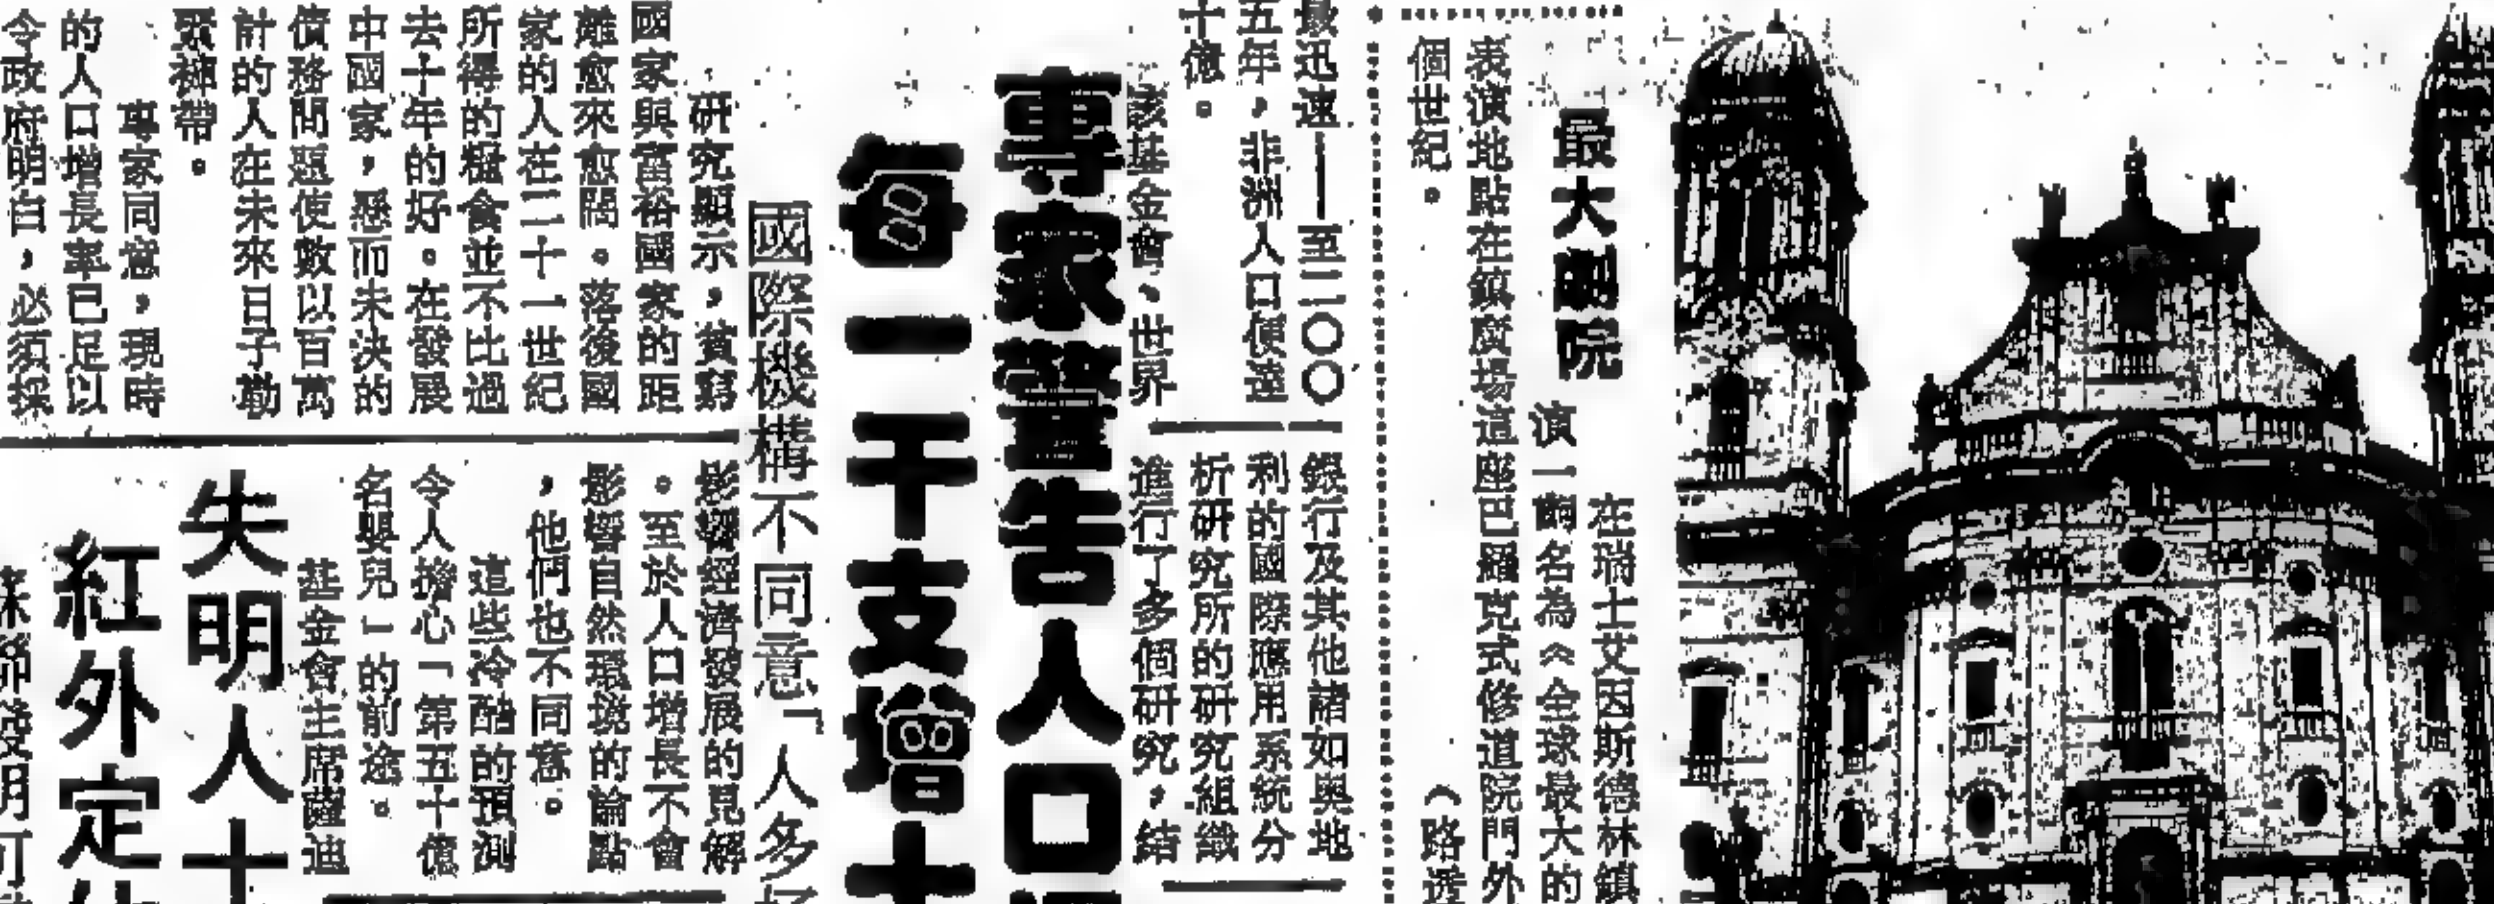 最大劇院
在瑞士艾因斯德林鎮
演一齣名為《全球最大的
表演地點在鎮廣場這座巴羅克式修道院門外
個世紀。
（路透
最迅速——至二一〇〇
五年，非洲人口便達
十億。
該基金會、世界
銀行及其他諸如奧地
利的國際應用系統分
析研究所的研究組織
進行了多個研究，結
專家警告人口
每一千支增
國際機構不同意「人多好
研究顯示，貧窮
國家與富裕國家的距
離愈來愈闊。落後國
家的人在二十一世紀
所得的機會並不比過
去十年的好。在發展
中國家，懸而未決的
債務問題使數以百萬
計的人在未來日子勒
緊褲帶。
專家同意，現時
的人口增長率已足以
令政府明白，必須採
影響經濟發展的見解
。至於人口增長不會
影響自然環境的論點
，他們也不同意。
這些冷酷的預測
令人擔心「第五十億
名嬰兒」的前途。
基金會主席薩迪
失明人士
紅外定